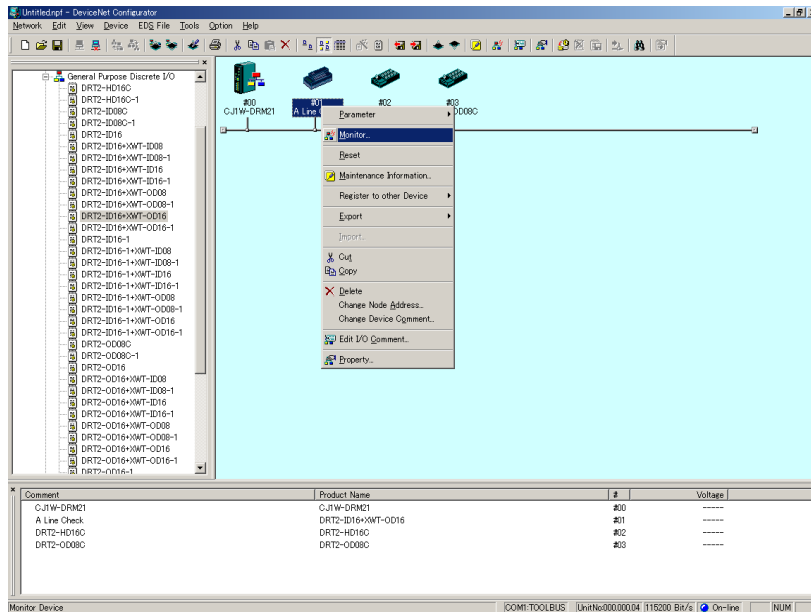 Untitled.npf - DeviceNet Configurator
Network Edit View Device EDS File Tools Option Help
General Purpose Discrete I/O
DRT2-HD16C
DRT2-HD16C-1
DRT2-ID08C
DRT2-ID08C-1
DRT2-ID16
DRT2-ID16+XWT-ID08
DRT2-ID16+XWT-ID08-1
DRT2-ID16+XWT-ID16
DRT2-ID16+XWT-ID16-1
DRT2-ID16+XWT-OD08
DRT2-ID16+XWT-OD08-1
DRT2-ID16+XWT-OD16
DRT2-ID16+XWT-OD16-1
DRT2-ID16-1
DRT2-ID16-1+XWT-ID08
DRT2-ID16-1+XWT-ID08-1
DRT2-ID16-1+XWT-ID16
DRT2-ID16-1+XWT-ID16-1
DRT2-ID16-1+XWT-OD08
DRT2-ID16-1+XWT-OD08-1
DRT2-ID16-1+XWT-OD16
DRT2-ID16-1+XWT-OD16-1
DRT2-OD08C
DRT2-OD08C-1
DRT2-OD16
DRT2-OD16+XWT-ID08
DRT2-OD16+XWT-ID08-1
DRT2-OD16+XWT-ID16
DRT2-OD16+XWT-ID16-1
DRT2-OD16+XWT-OD08
DRT2-OD16+XWT-OD08-1
DRT2-OD16+XWT-OD16
DRT2-OD16+XWT-OD16-1
DRT2-OD16-1
#00 #01 #02 #03
CJ1W-DRM21 A Line OD08C
Parameter
Monitor...
Reset
Maintenance Information...
Register to other Device
Export
Import...
Cut
Copy
Delete
Change Node Address...
Change Device Comment...
Edit I/O Comment...
Property...
Comment Product Name # Voltage
CJ1W-DRM21 CJ1W-DRM21 #00 -----
A Line Check DRT2-ID16+XWT-OD16 #01 -----
DRT2-HD16C DRT2-HD16C #02 -----
DRT2-OD08C DRT2-OD08C #03 -----
Monitor Device COM1:TOOLBUS UnitNo:000.000.04 115200 Bit/s On-line NUM